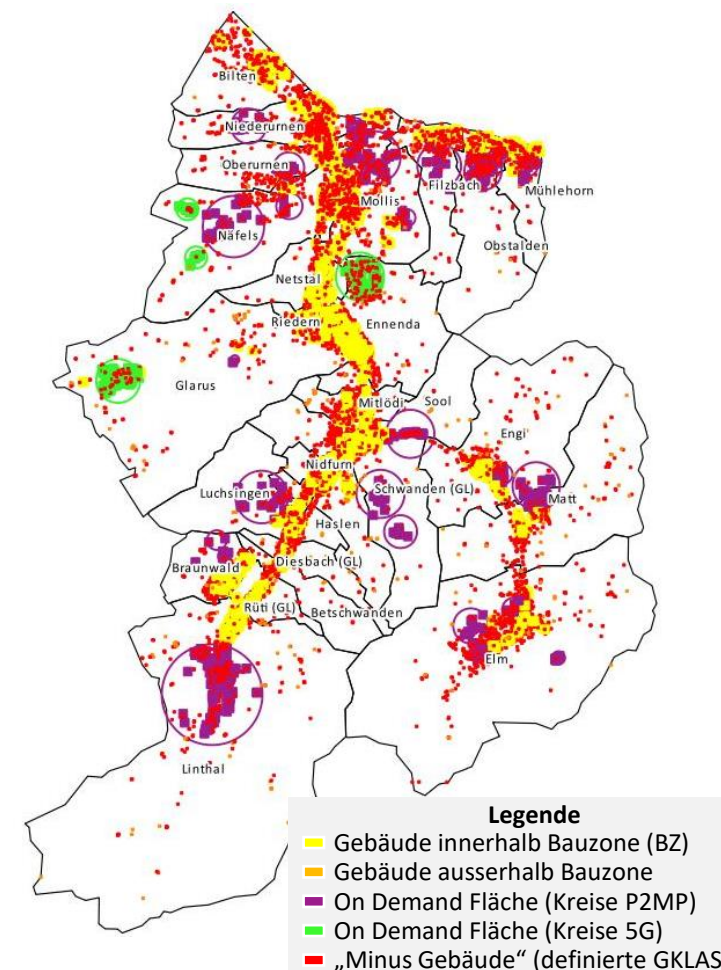 Bilten
Niederurnen
Oberurnen
Filzbach
Mühlehorn
Mollis
Näfels
Obstalden
Netstal
Riedern
Ennenda
Glarus
Mitlödi
Sool
Engi
Nidfurn
Luchsingen
Schwanden (GL)
Matt
Haslen
Diesbach (GL)
Braunwald
Rüti (GL)
Betschwanden
Elm
Linthal
Legende
Gebäude innerhalb Bauzone (BZ)
Gebäude ausserhalb Bauzone
On Demand Fläche (Kreise P2MP)
On Demand Fläche (Kreise 5G)
„Minus Gebäude“ (definierte GKLAS